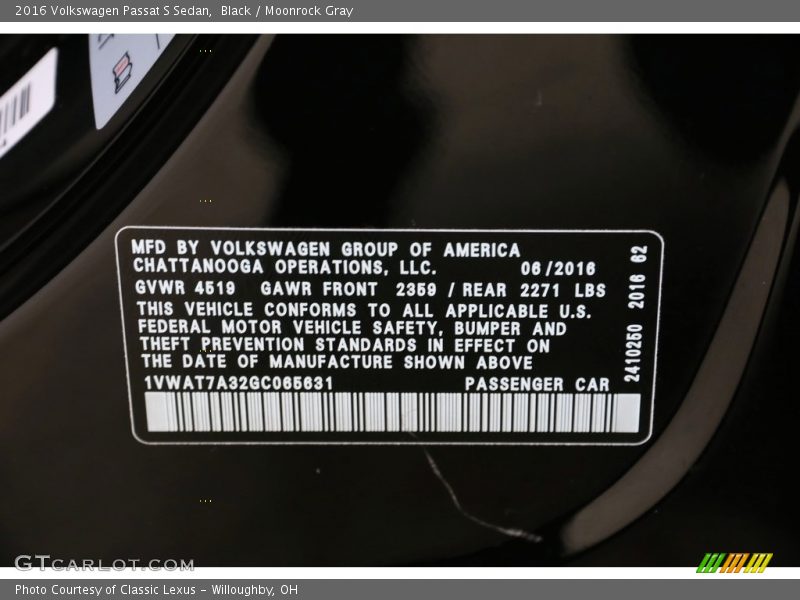 2016 Volkswagen Passat S Sedan, Black / Moonrock Gray
MFD BY VOLKSWAGEN GROUP OF AMERICA
CHATTANOOGA OPERATIONS, LLC. 06/2016
GVWR 4519 GAWR FRONT 2359 / REAR 2271 LBS
THIS VEHICLE CONFORMS TO ALL APPLICABLE U.S.
FEDERAL MOTOR VEHICLE SAFETY, BUMPER AND
THEFT PREVENTION STANDARDS IN EFFECT ON
THE DATE OF MANUFACTURE SHOWN ABOVE
1VWAT7A32GC065631 PASSENGER CAR
2410250 2016 62
GTCARLOT.COM
Photo Courtesy of Classic Lexus - Willoughby, OH